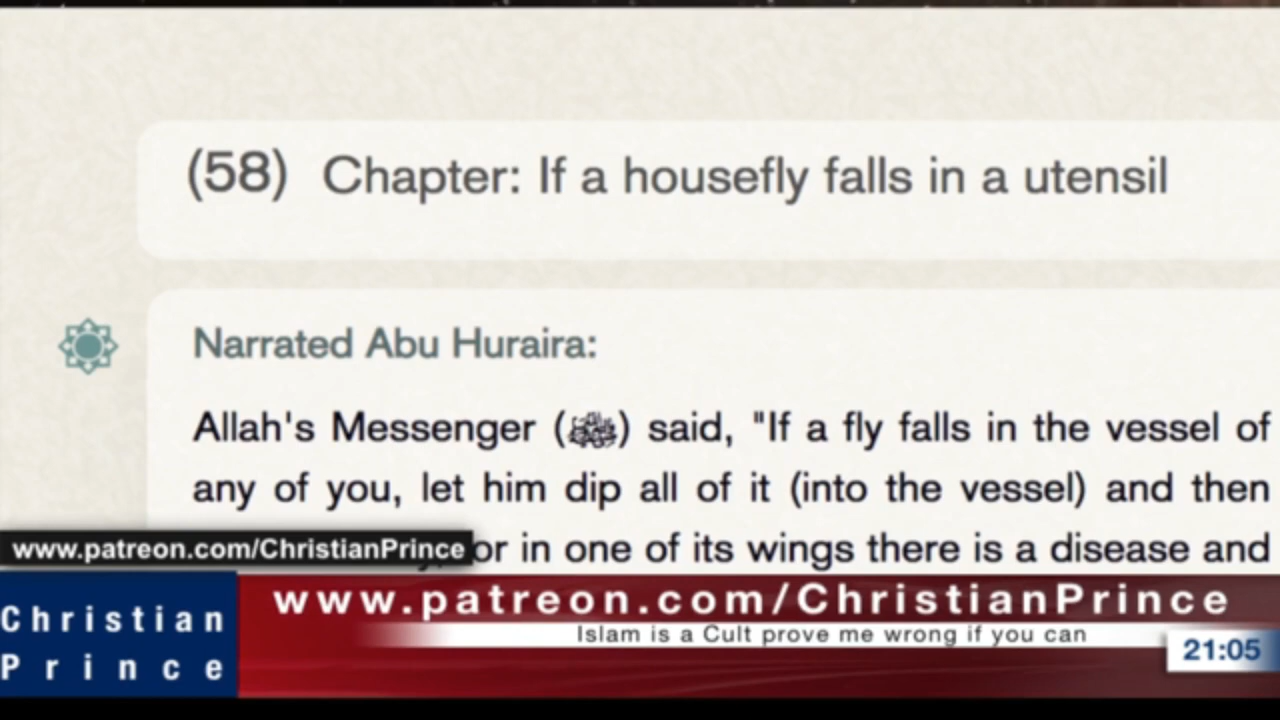 (58) Chapter: If a housefly falls in a utensil
Narrated Abu Huraira:
Allah's Messenger (ﷺ) said, "If a fly falls in the vessel of
any of you, let him dip all of it (into the vessel) and then
or in one of its wings there is a disease and
www.patreon.com/ChristianPrince
Christian
Prince
www.patreon.com/ChristianPrince
Islam is a Cult prove me wrong if you can
21:05